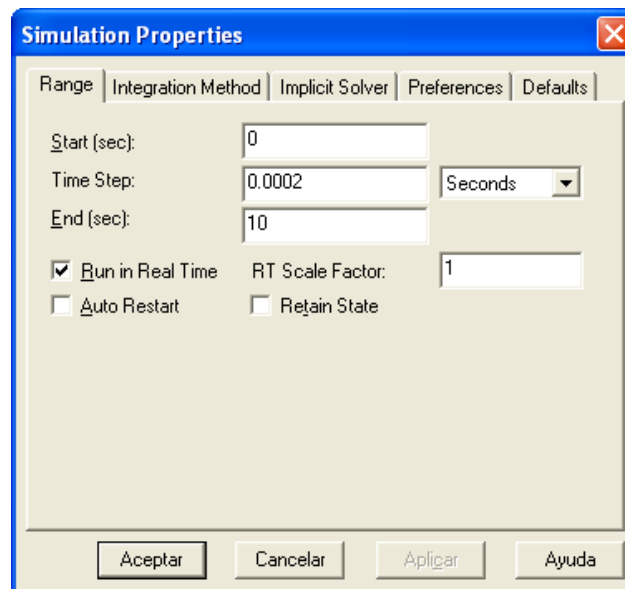 Simulation Properties
Range Integration Method Implicit Solver Preferences Defaults
Start (sec): 0
Time Step: 0.0002 Seconds
End (sec): 10
Run in Real Time RT Scale Factor: 1
Auto Restart Retain State
Aceptar Cancelar Aplicar Ayuda